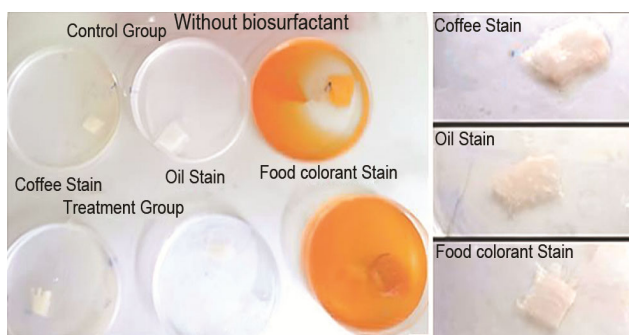 Without biosurfactant
Control Group
Coffee Stain
Oil Stain
Food colorant Stain
Treatment Group
Coffee Stain
Oil Stain
Food colorant Stain